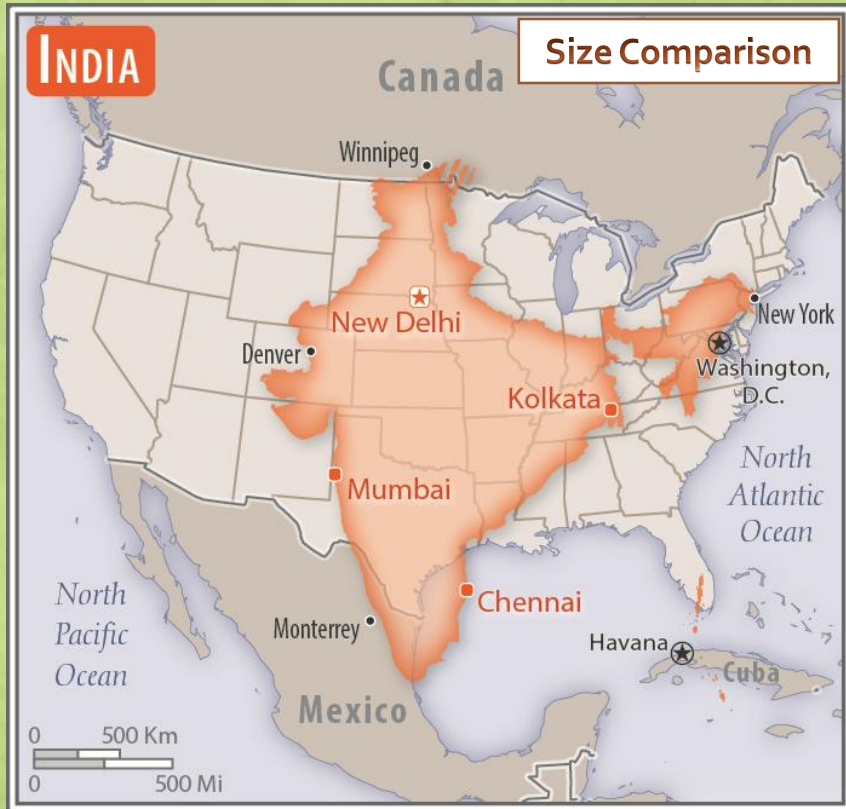 INDIA
Size Comparison
Canada
Winnipeg
New Delhi
New York
Denver
Washington,
D.C.
Kolkata
North
Atlantic
Ocean
Mumbai
North
Pacific
Ocean
Chennai
Monterrey
Havana
Cuba
Mexico
0 500 Km
0 500 Mi